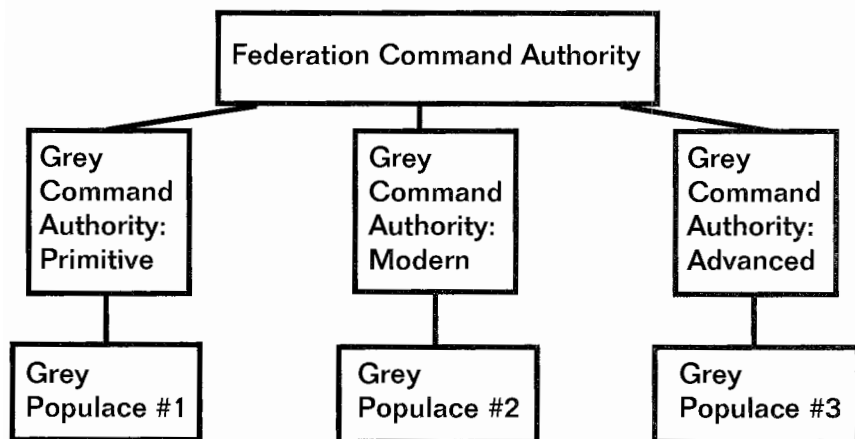 Federation Command Authority
Grey
Command
Authority:
Primitive
Grey
Command
Authority:
Modern
Grey
Command
Authority:
Advanced
Grey
Populace #1
Grey
Populace #2
Grey
Populace #3